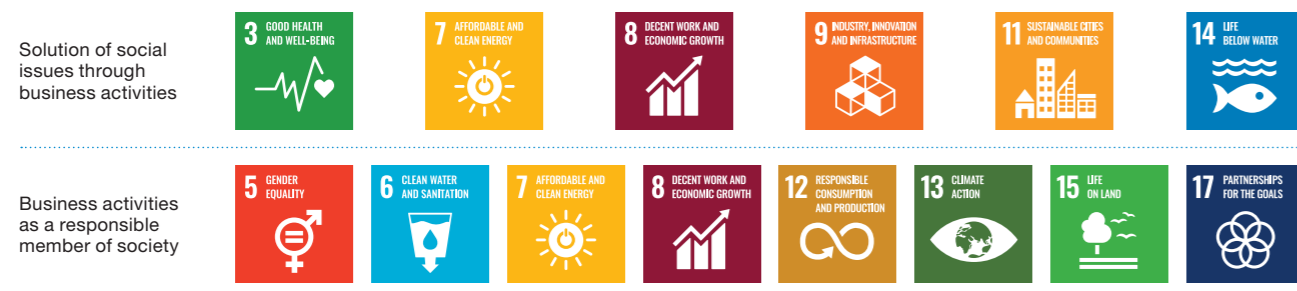 Solution of social
issues through
business activities
3 GOOD HEALTH
AND WELL-BEING
7 AFFORDABLE AND
CLEAN ENERGY
8 DECENT WORK AND
ECONOMIC GROWTH
9 INDUSTRY, INNOVATION
AND INFRASTRUCTURE
11 SUSTAINABLE CITIES
AND COMMUNITIES
14 LIFE
BELOW WATER
Business activities
as a responsible
member of society
5 GENDER
EQUALITY
6 CLEAN WATER
AND SANITATION
7 AFFORDABLE AND
CLEAN ENERGY
8 DECENT WORK AND
ECONOMIC GROWTH
12 RESPONSIBLE
CONSUMPTION
AND PRODUCTION
13 CLIMATE
ACTION
15 LIFE
ON LAND
17 PARTNERSHIPS
FOR THE GOALS